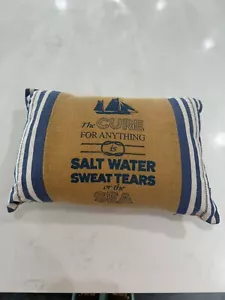 The CURE
FOR ANYTHING
is
SALT WATER
SWEAT TEARS
or the
SEA